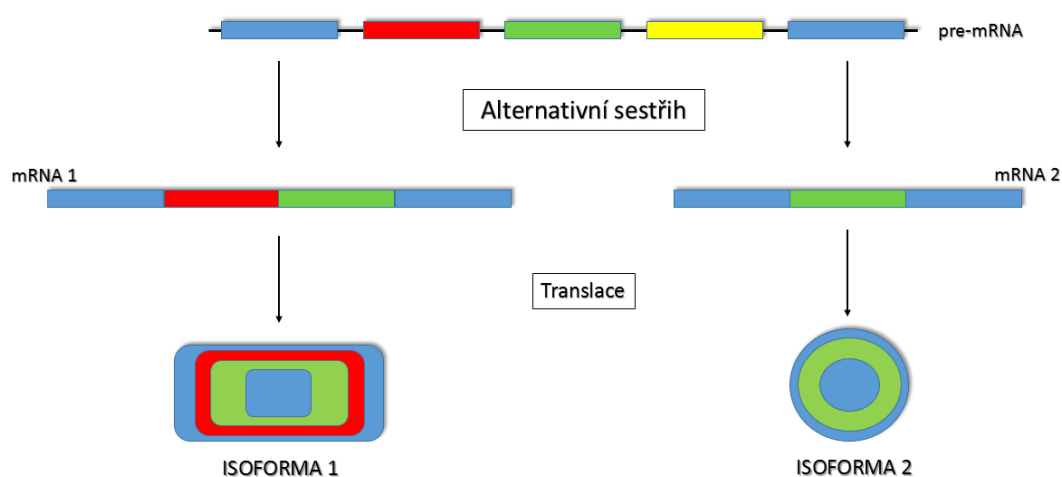 pre-mRNA
Alternativní sestřih
mRNA 1
mRNA 2
Translace
ISOFORMA 1
ISOFORMA 2